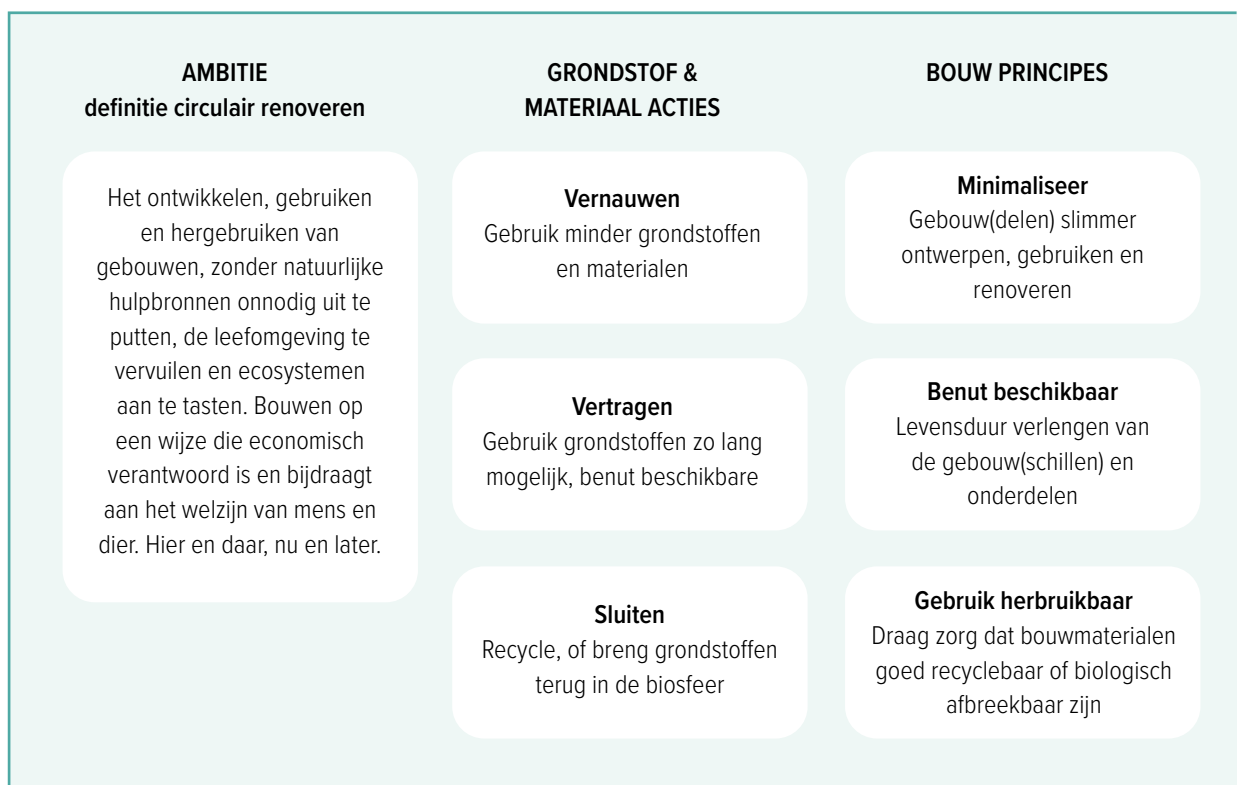 AMBITIE
definitie circulair renoveren
Het ontwikkelen, gebruiken
en hergebruiken van
gebouwen, zonder natuurlijke
hulpbronnen onnodig uit te
putten, de leefomgeving te
vervuilen en ecosystemen
aan te tasten. Bouwen op
een wijze die economisch
verantwoord is en bijdraagt
aan het welzijn van mens en
dier. Hier en daar, nu en later.
GRONDSTOF &
MATERIAAL ACTIES
Vernauwen
Gebruik minder grondstoffen
en materialen
Vertragen
Gebruik grondstoffen zo lang
mogelijk, benut beschikbare
Sluiten
Recycle, of breng grondstoffen
terug in de biosfeer
BOUW PRINCIPES
Minimaliseer
Gebouw(delen) slimmer
ontwerpen, gebruiken en
renoveren
Benut beschikbaar
Levensduur verlengen van
de gebouw(schillen) en
onderdelen
Gebruik herbruikbaar
Draag zorg dat bouwmaterialen
goed recyclebaar of biologisch
afbreekbaar zijn